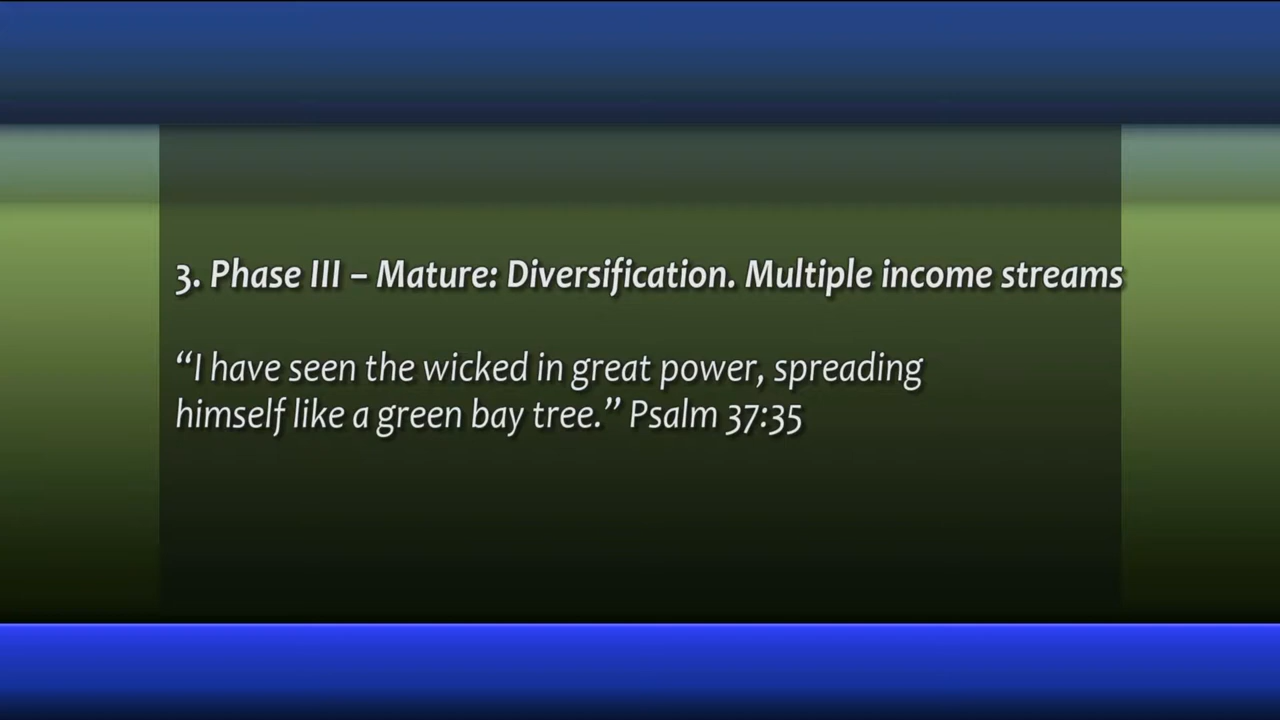 3. Phase III – Mature: Diversification. Multiple income streams
“I have seen the wicked in great power, spreading
himself like a green bay tree.” Psalm 37:35